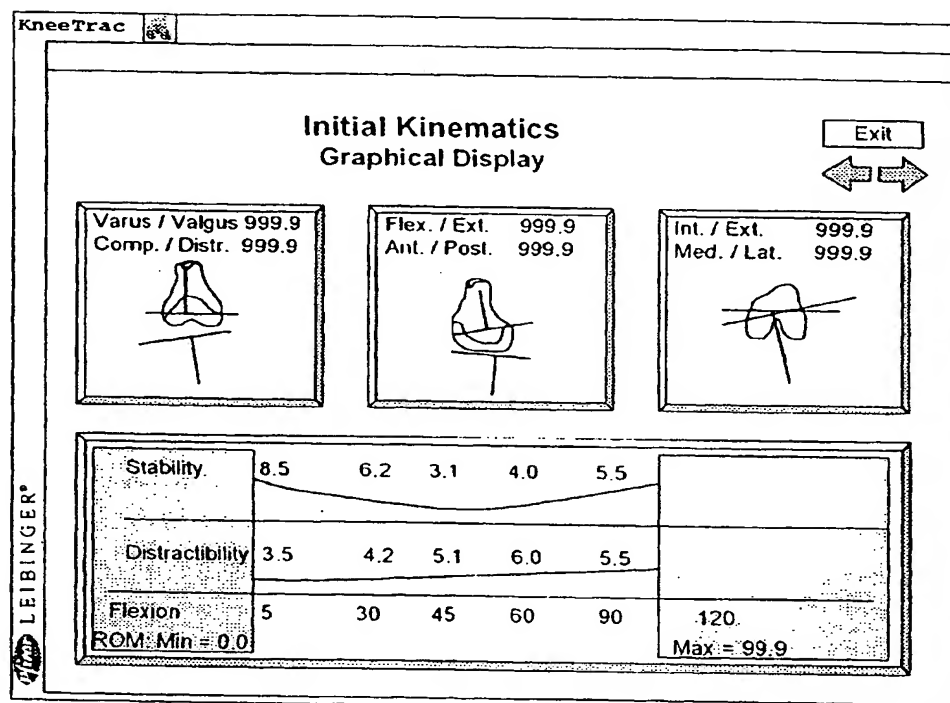 KneeTrac
Initial Kinematics
Graphical Display
Exit
Varus / Valgus 999.9
Comp. / Distr. 999.9
Flex. / Ext. 999.9
Ant. / Post. 999.9
Int. / Ext. 999.9
Med. / Lat. 999.9
Stability. 8.5 6.2 3.1 4.0 5.5
Distractibility 3.5 4.2 5.1 6.0 5.5
Flexion 5 30 45 60 90 120.
ROM: Min = 0.0 Max = 99.9
LEIBINGER®